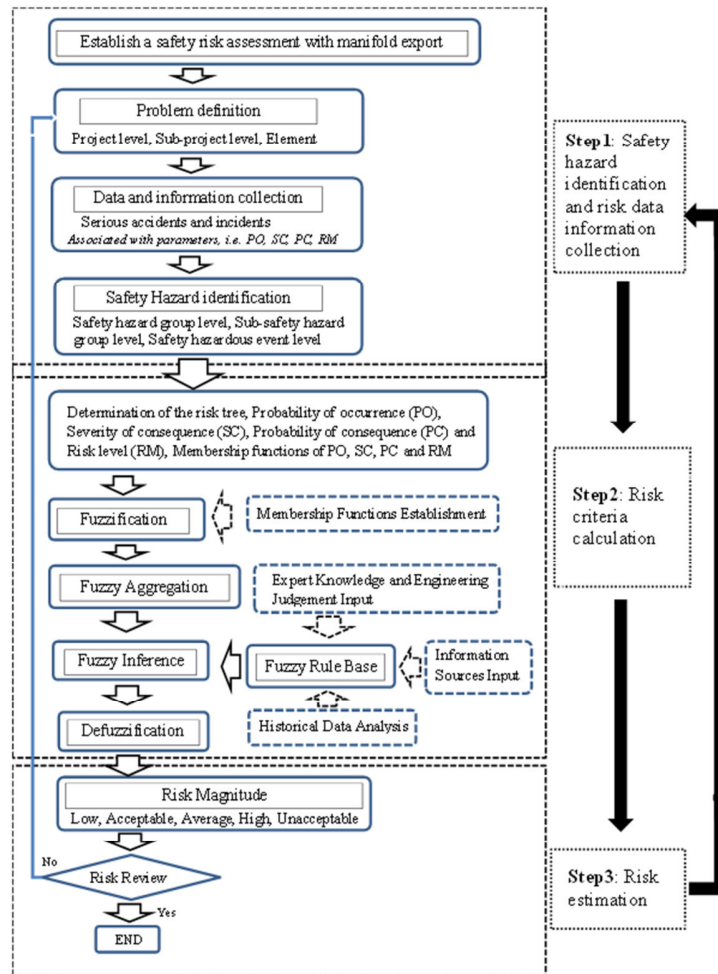 Establish a safety risk assessment with manifold export
Problem definition
Project level, Sub-project level, Element
Data and information collection
Serious accidents and incidents
Associated with parameters, i.e. PO, SC, PC, RM
Safety Hazard identification
Safety hazard group level, Sub-safety hazard
group level, Safety hazardous event level
Determination of the risk tree, Probability of occurrence (PO),
Severity of consequence (SC), Probability of consequence (PC) and
Risk level (RM), Membership functions of PO, SC, PC and RM
Fuzzification
Membership Functions Establishment
Fuzzy Aggregation
Expert Knowledge and Engineering
Judgement Input
Fuzzy Inference
Fuzzy Rule Base
Information
Sources Input
Defuzzification
Historical Data Analysis
Risk Magnitude
Low, Acceptable, Average, High, Unacceptable
No
Risk Review
Yes
END
Step1: Safety
hazard
identification
and risk data
information
collection
Step2: Risk
criteria
calculation
Step3: Risk
estimation